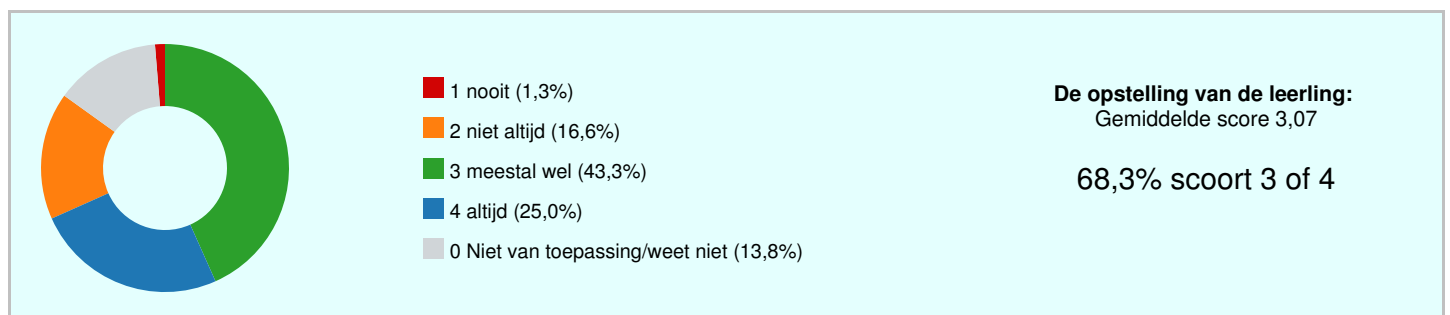 1 nooit (1,3%)
2 niet altijd (16,6%)
3 meestal wel (43,3%)
4 altijd (25,0%)
0 Niet van toepassing/weet niet (13,8%)
De opstelling van de leerling:
Gemiddelde score 3,07
68,3% scoort 3 of 4